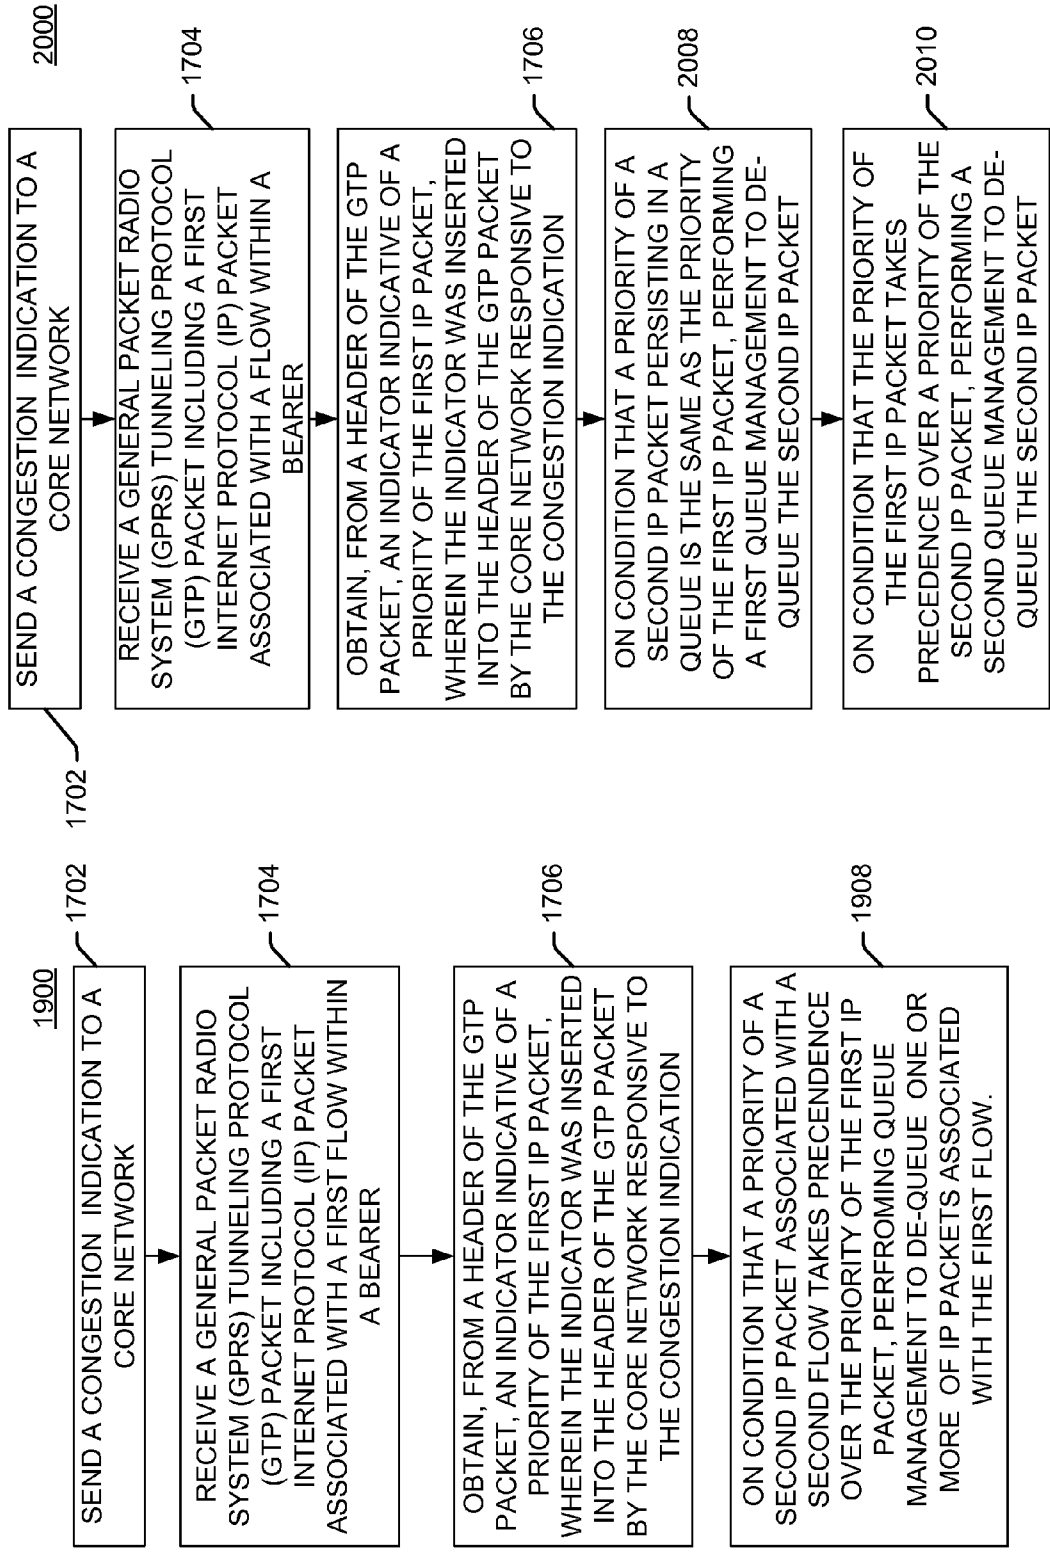 1900
SEND A CONGESTION INDICATION TO A
CORE NETWORK
1702
RECEIVE A GENERAL PACKET RADIO
SYSTEM (GPRS) TUNNELING PROTOCOL
(GTP) PACKET INCLUDING A FIRST
INTERNET PROTOCOL (IP) PACKET
ASSOCIATED WITH A FIRST FLOW WITHIN
A BEARER
1704
OBTAIN, FROM A HEADER OF THE GTP
PACKET, AN INDICATOR INDICATIVE OF A
PRIORITY OF THE FIRST IP PACKET,
WHEREIN THE INDICATOR WAS INSERTED
INTO THE HEADER OF THE GTP PACKET
BY THE CORE NETWORK RESPONSIVE TO
THE CONGESTION INDICATION
1706
ON CONDITION THAT A PRIORITY OF A
SECOND IP PACKET ASSOCIATED WITH A
SECOND FLOW TAKES PRECENDENCE
OVER THE PRIORITY OF THE FIRST IP
PACKET, PERFROMING QUEUE
MANAGEMENT TO DE-QUEUE ONE OR
MORE OF IP PACKETS ASSOCIATED
WITH THE FIRST FLOW.
1908
2000
SEND A CONGESTION INDICATION TO A
CORE NETWORK
1702
RECEIVE A GENERAL PACKET RADIO
SYSTEM (GPRS) TUNNELING PROTOCOL
(GTP) PACKET INCLUDING A FIRST
INTERNET PROTOCOL (IP) PACKET
ASSOCIATED WITH A FLOW WITHIN A
BEARER
1704
OBTAIN, FROM A HEADER OF THE GTP
PACKET, AN INDICATOR INDICATIVE OF A
PRIORITY OF THE FIRST IP PACKET,
WHEREIN THE INDICATOR WAS INSERTED
INTO THE HEADER OF THE GTP PACKET
BY THE CORE NETWORK RESPONSIVE TO
THE CONGESTION INDICATION
1706
ON CONDITION THAT A PRIORITY OF A
SECOND IP PACKET PERSISTING IN A
QUEUE IS THE SAME AS THE PRIORITY
OF THE FIRST IP PACKET, PERFORMING
A FIRST QUEUE MANAGEMENT TO DE-
QUEUE THE SECOND IP PACKET
2008
ON CONDITION THAT THE PRIORITY OF
THE FIRST IP PACKET TAKES
PRECEDENCE OVER A PRIORITY OF THE
SECOND IP PACKET, PERFORMING A
SECOND QUEUE MANAGEMENT TO DE-
QUEUE THE SECOND IP PACKET
2010